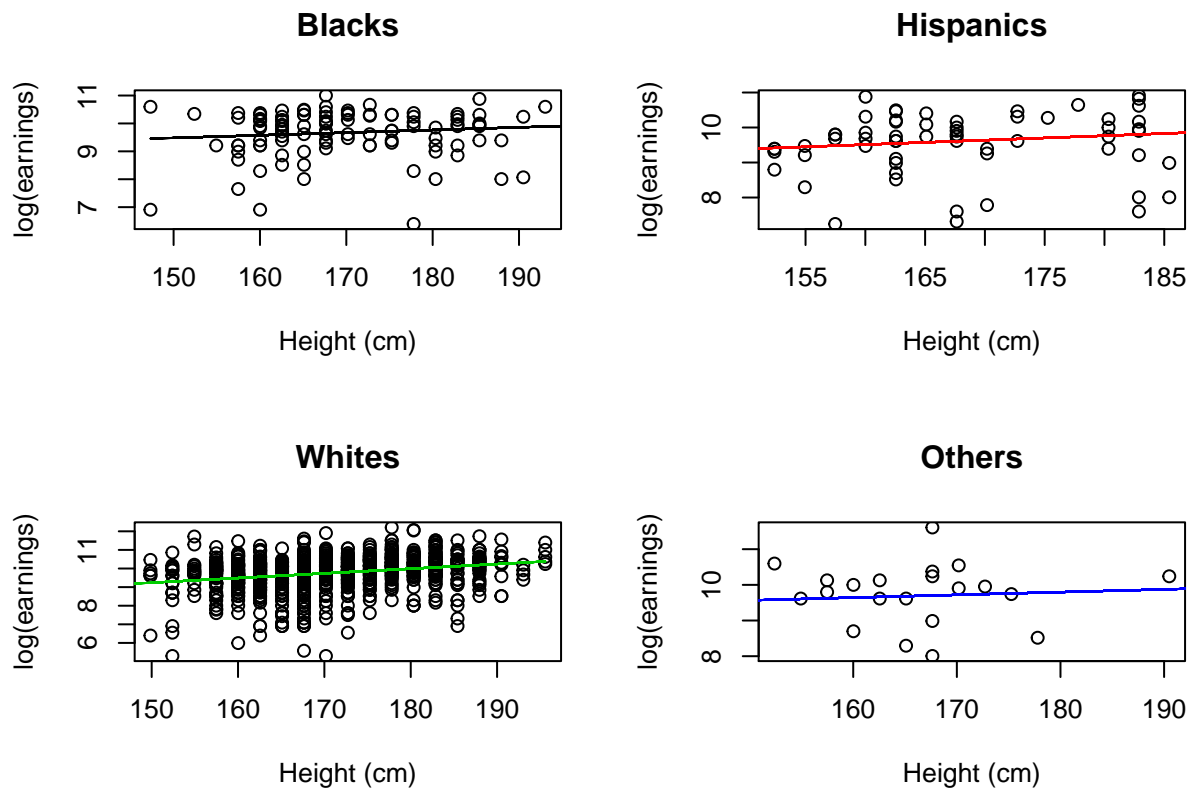 Blacks
log(earnings)
7 9 11
150 160 170 180 190
Height (cm)
Hispanics
log(earnings)
8 10
155 165 175 185
Height (cm)
Whites
log(earnings)
6 8 11
150 160 170 180 190
Height (cm)
Others
log(earnings)
8 10
160 170 180 190
Height (cm)